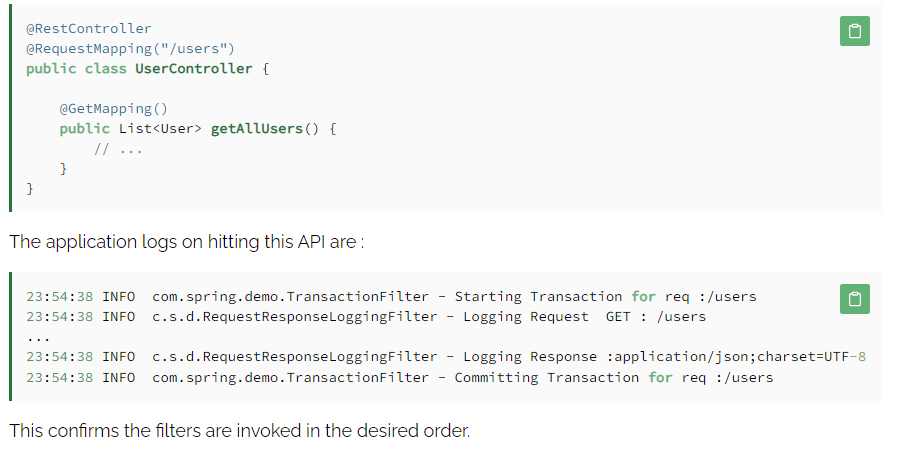 @RestController
@RequestMapping("/users")
public class UserController {
@GetMapping()
public List<User> getAllUsers() {
// ...
}
}
The application logs on hitting this API are :
23:54:38 INFO  com.spring.demo.TransactionFilter - Starting Transaction for req :/users
23:54:38 INFO  c.s.d.RequestResponseLoggingFilter - Logging Request  GET : /users
...
23:54:38 INFO  c.s.d.RequestResponseLoggingFilter - Logging Response :application/json;charset=UTF-8
23:54:38 INFO  com.spring.demo.TransactionFilter - Committing Transaction for req :/users
This confirms the filters are invoked in the desired order.